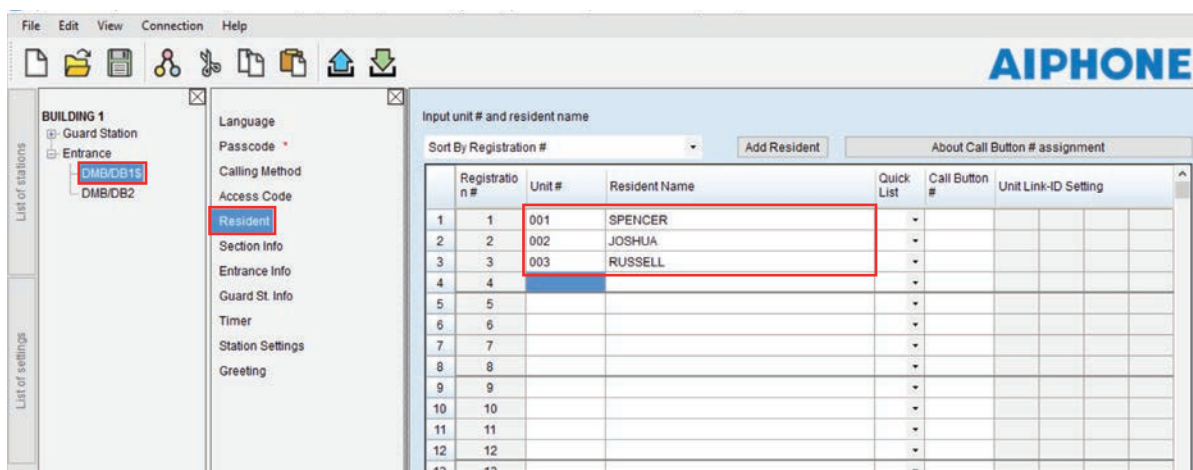 File Edit View Connection Help
AIPHONE
List of stations
List of settings
BUILDING 1
Guard Station
Entrance
DMB/DB1$
DMB/DB2
Language
Passcode *
Calling Method
Access Code
Resident
Section Info
Entrance Info
Guard St. Info
Timer
Station Settings
Greeting
Input unit # and resident name
Sort By Registration # Add Resident About Call Button # assignment
Registratio
n #
Unit #
Resident Name
Quick
List
Call Button
#
Unit Link-ID Setting
1 1 001 SPENCER
2 2 002 JOSHUA
3 3 003 RUSSELL
4 4
5 5
6 6
7 7
8 8
9 9
10 10
11 11
12 12